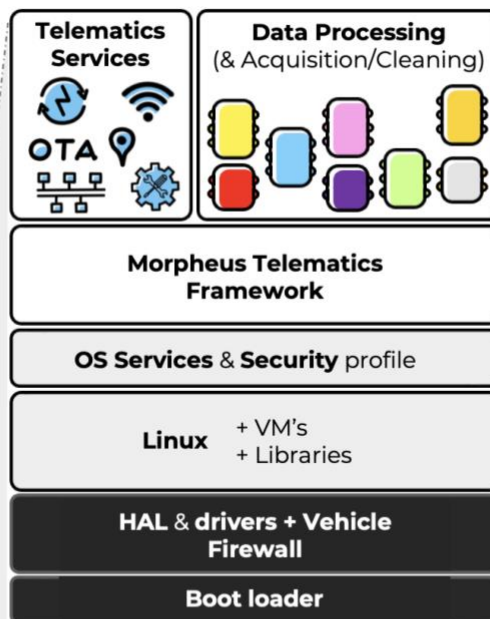 Telematics
Services
OTA
Data Processing
(& Acquisition/Cleaning)
Morpheus Telematics
Framework
OS Services & Security profile
Linux
+ VM's
+ Libraries
HAL & drivers + Vehicle
Firewall
Boot loader